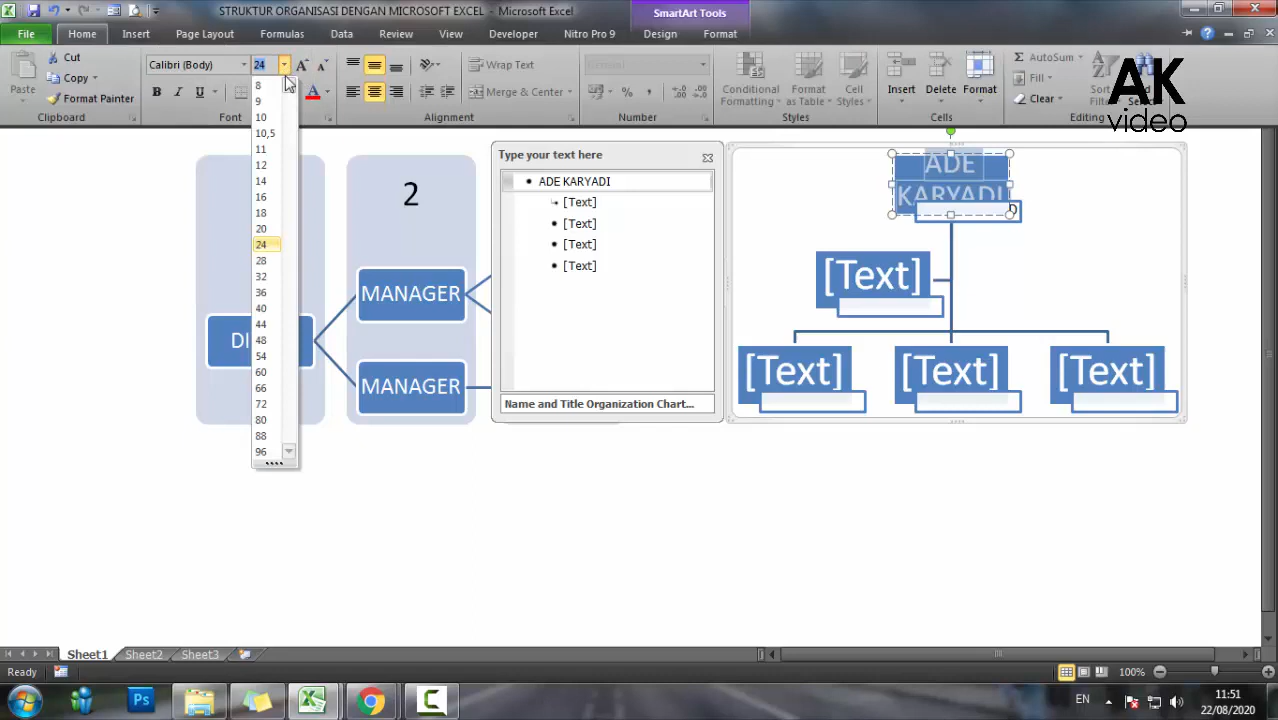 STRUKTUR ORGANISASI DENGAN MICROSOFT EXCEL - Microsoft Excel
SmartArt Tools
File Home Insert Page Layout Formulas Data Review View Developer Nitro Pro 9 Design Format
Paste
Cut
Copy
Format Painter
Clipboard
Calibri (Body) 24
B I U A
Font
Wrap Text
Merge & Center
Alignment
General
%
Number
Conditional Formatting
Format as Table
Cell Styles
Styles
Insert Delete Format
Cells
AutoSum
Fill
Clear
Sort
Editing
AK
video
8
9
10
10,5
11
12
14
16
18
20
24
28
32
36
40
44
48
54
60
66
72
80
88
96
2
MANAGER
MANAGER
DI
Type your text here
ADE KARYADI
[Text]
[Text]
[Text]
[Text]
Name and Title Organization Chart...
ADE
KARYADI
[Text]
[Text] [Text] [Text]
Sheet1 Sheet2 Sheet3
Ready
100%
Ps
EN
11:51
22/08/2020